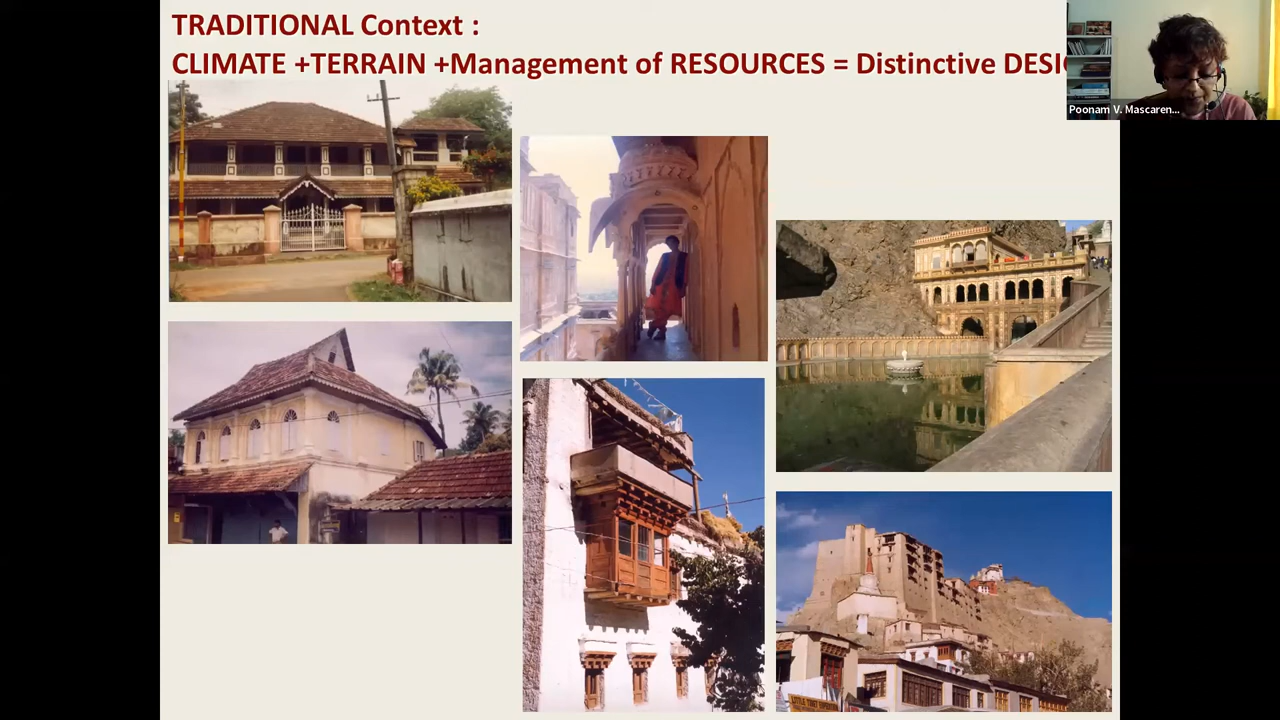 TRADITIONAL Context :
CLIMATE +TERRAIN +Management of RESOURCES = Distinctive DESI
Poonam V. Mascaren...